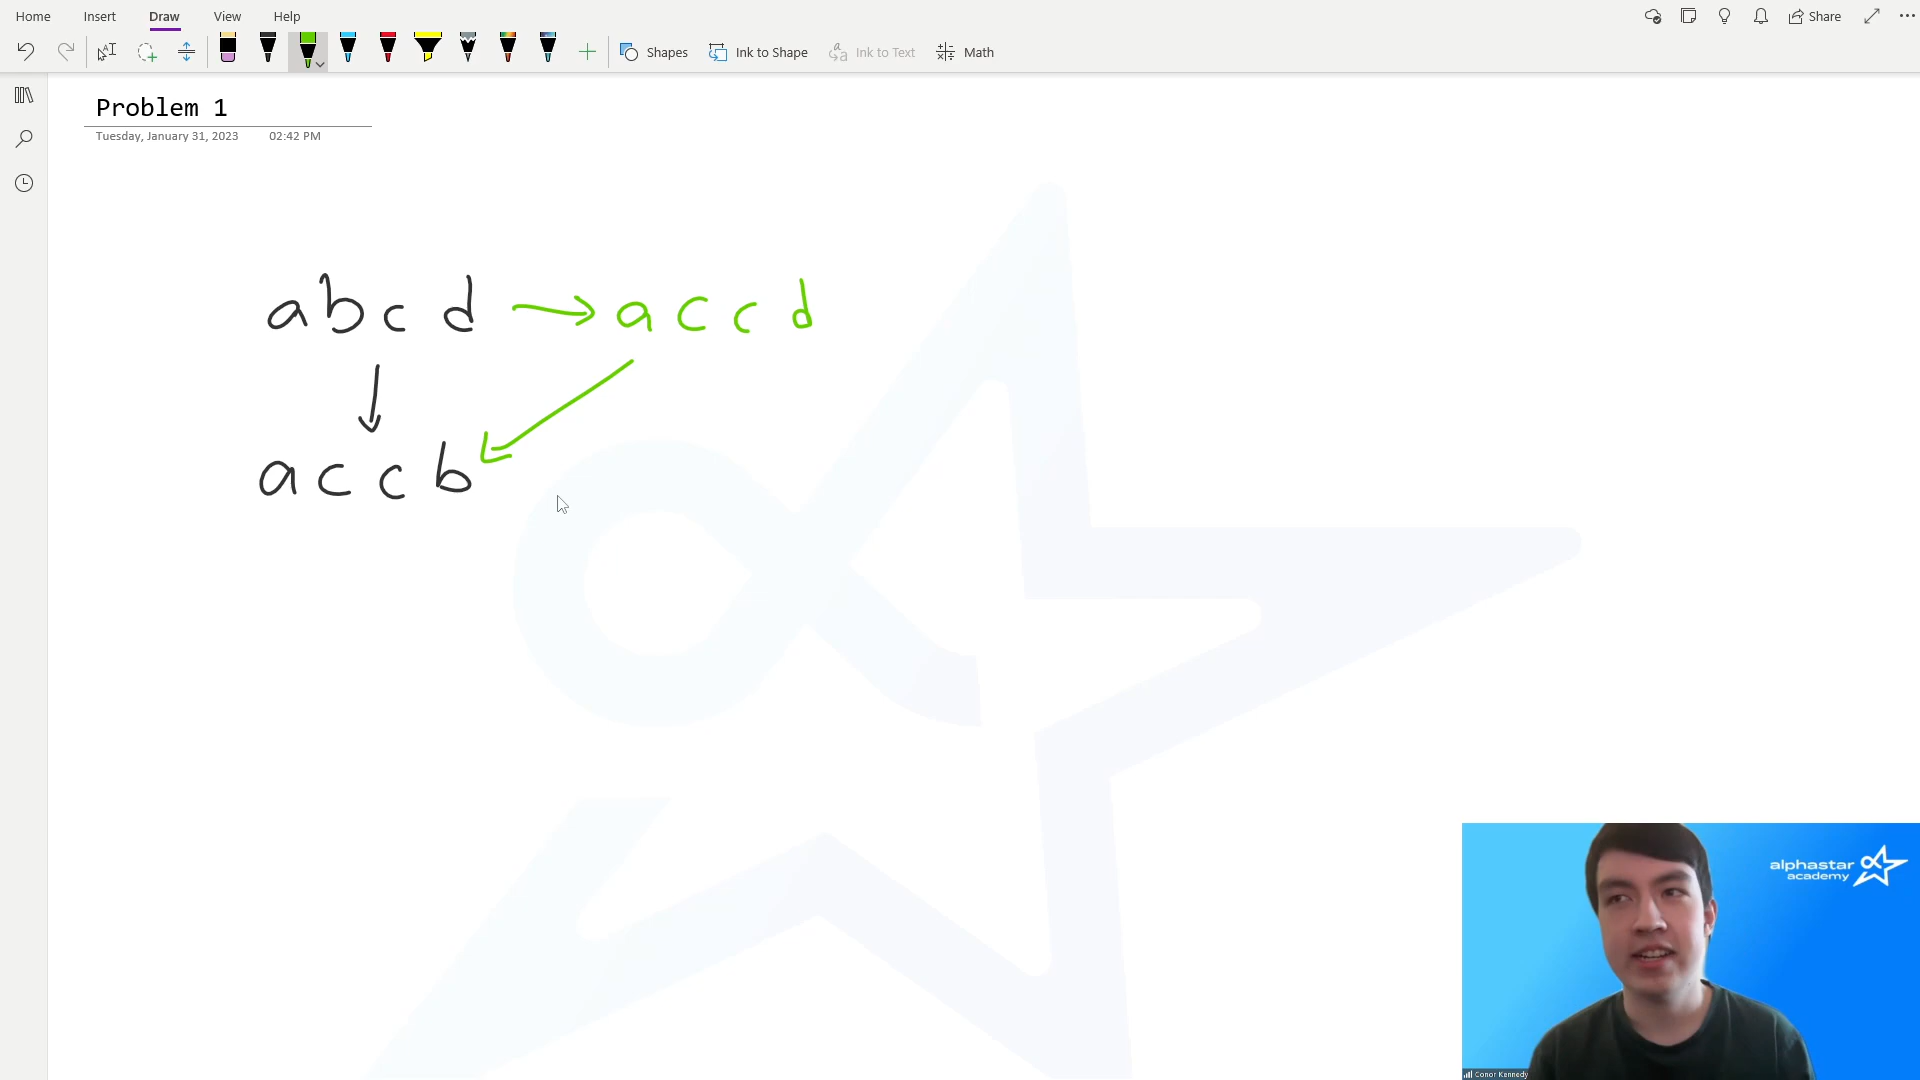 Home Insert Draw View Help
Share
Shapes Ink to Shape Ink to Text Math
Problem 1
Tuesday, January 31, 2023 02:42 PM
a b c d → a c c d
a c c b
alphastar
academy
Conor Kennedy